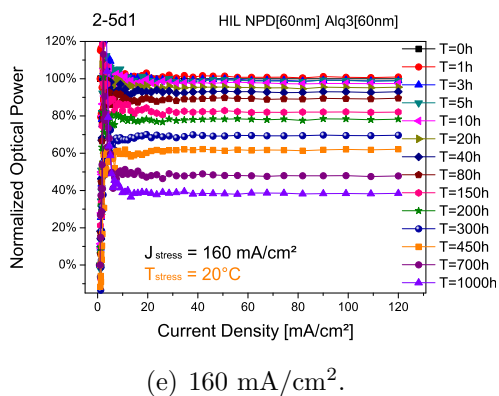 2-5d1
HIL NPD[60nm] Alq3[60nm]
Normalized Optical Power
120%
100%
80%
60%
40%
20%
0%
0
20
40
60
80
100
120
Current Density [mA/cm²]
J stress = 160 mA/cm²
T stress = 20°C
T=0h
T=1h
T=3h
T=5h
T=10h
T=20h
T=40h
T=80h
T=150h
T=200h
T=300h
T=450h
T=700h
T=1000h
(e) 160 mA/cm².